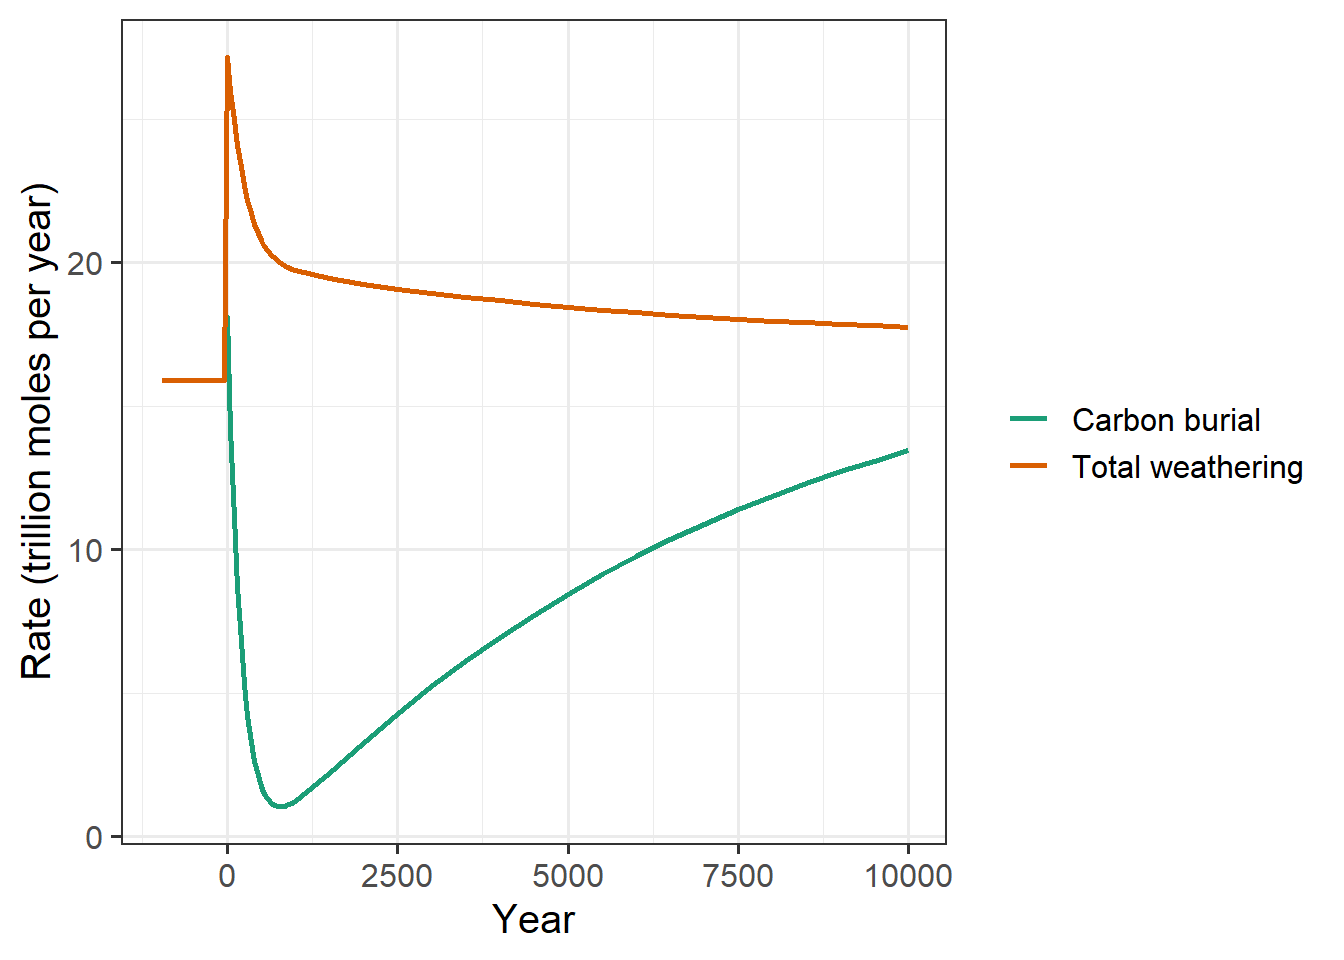 Rate (trillion moles per year)
20
10
0
0 2500 5000 7500 10000
Year
Carbon burial
Total weathering